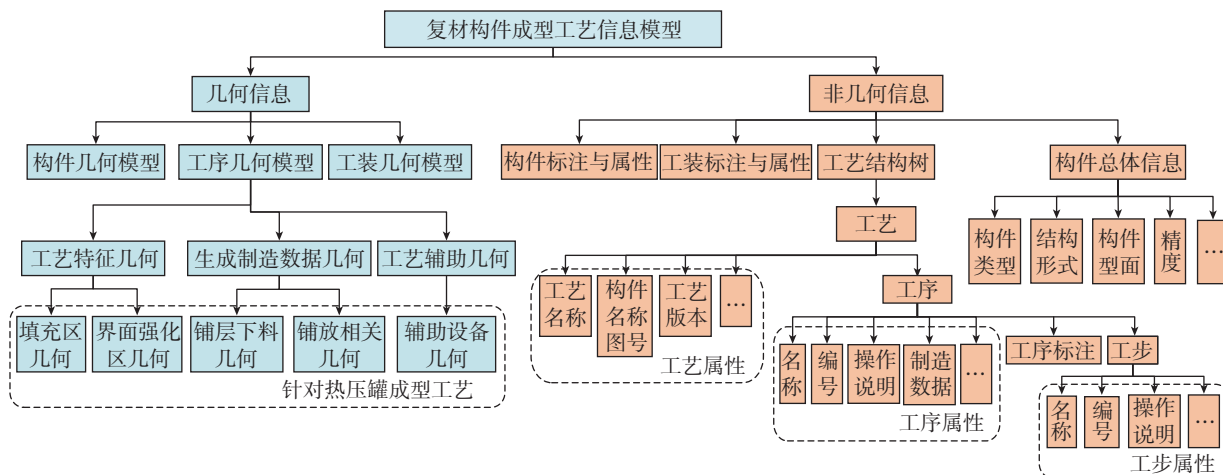 复材构件成型工艺信息模型
几何信息
非几何信息
构件几何模型
工序几何模型
工装几何模型
构件标注与属性
工装标注与属性
工艺结构树
构件总体信息
工艺特征几何
生成制造数据几何
工艺辅助几何
工艺
构件
类型
结构
形式
构件
型面
精
度
...
填充区
几何
界面强化
区几何
铺层下料
几何
铺放相关
几何
辅助设备
几何
针对热压罐成型工艺
工艺
名称
构件
名称
图号
工艺
版本
...
工艺属性
工序
名
称
编
号
操作
说明
制造
数据
...
工序属性
工序标注
工步
名
称
编
号
操作
说明
...
工步属性